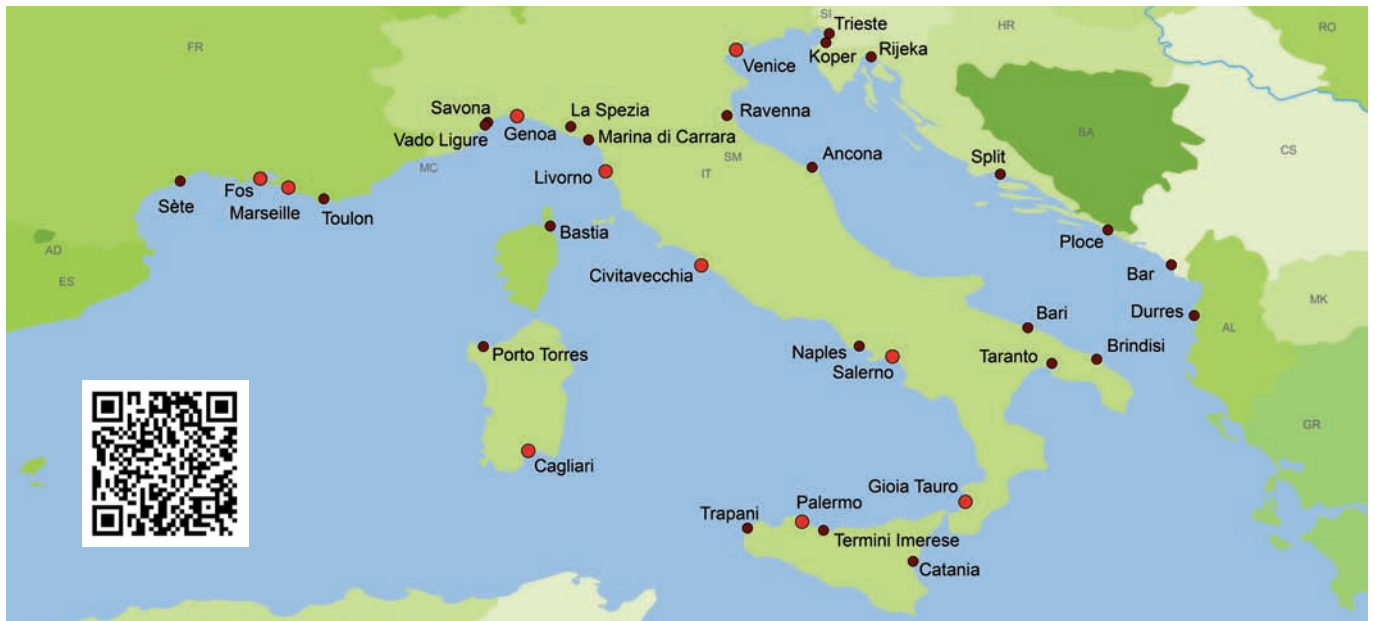 SI
Trieste
HR
RO
FR
Koper
Rijeka
Venice
Savona
La Spezia
Ravenna
Vado Ligure
Genoa
Marina di Carrara
BA
CS
MC
SM
Ancona
Split
IT
Livorno
Fos
Sète
Marseille
Toulon
Bastia
Ploce
AD
Civitavecchia
Bar
ES
MK
Bari
Durres
AL
Porto Torres
Naples
Salerno
Taranto
Brindisi
GR
Cagliari
Gioia Tauro
Palermo
Trapani
Termini Imerese
Catania